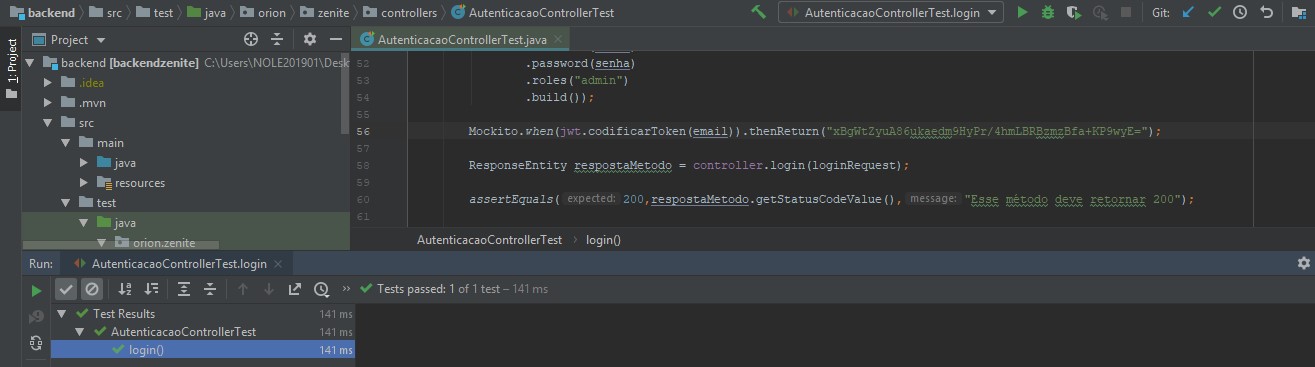 backend src test java orion zenite controllers AutenticacaoControllerTest AutenticacaoControllerTest.login Git:
1: Project
Project
AutenticacaoControllerTest.java
backend [backendzenite] C:\Users\NOLE201901\Desk
.idea
.mvn
src
main
java
resources
test
java
orion.zenite
52 .password(senha)
53 .roles("admin")
54 .build());
55
56 Mockito.when(jwt.codificarToken(email)).thenReturn("xBgWtZyuA86ukaedm9HyPr/4hmLBRBzmzBfa+KP9wyE=");
57
58 ResponseEntity respostaMetodo = controller.login(loginRequest);
59
60 assertEquals( expected: 200,respostaMetodo.getStatusCodeValue(), message: "Esse método deve retornar 200");
61
AutenticacaoControllerTest › login()
Run: AutenticacaoControllerTest.login
Tests passed: 1 of 1 test – 141 ms
Test Results 141 ms
AutenticacaoControllerTest 141 ms
login() 141 ms